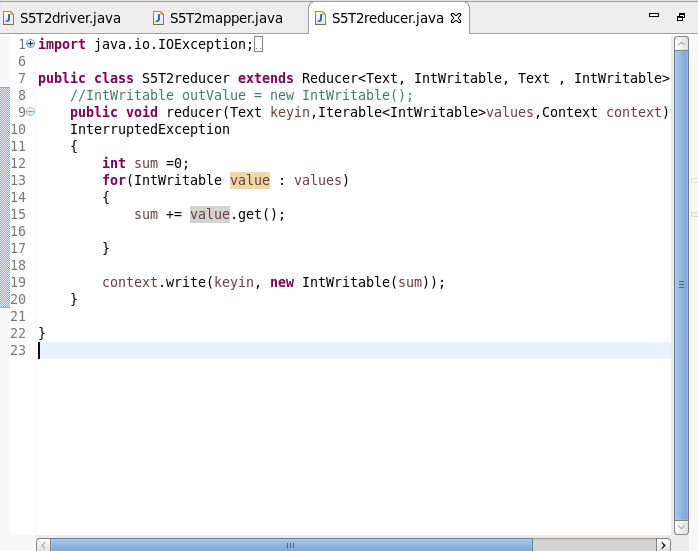 S5T2driver.java S5T2mapper.java S5T2reducer.java
1 import java.io.IOException;
6
7 public class S5T2reducer extends Reducer<Text, IntWritable, Text , IntWritable>
8 //IntWritable outValue = new IntWritable();
9 public void reducer(Text keyin,Iterable<IntWritable>values,Context context)
10 InterruptedException
11 {
12 int sum =0;
13 for(IntWritable value : values)
14 {
15 sum += value.get();
16
17 }
18
19 context.write(keyin, new IntWritable(sum));
20 }
21
22 }
23